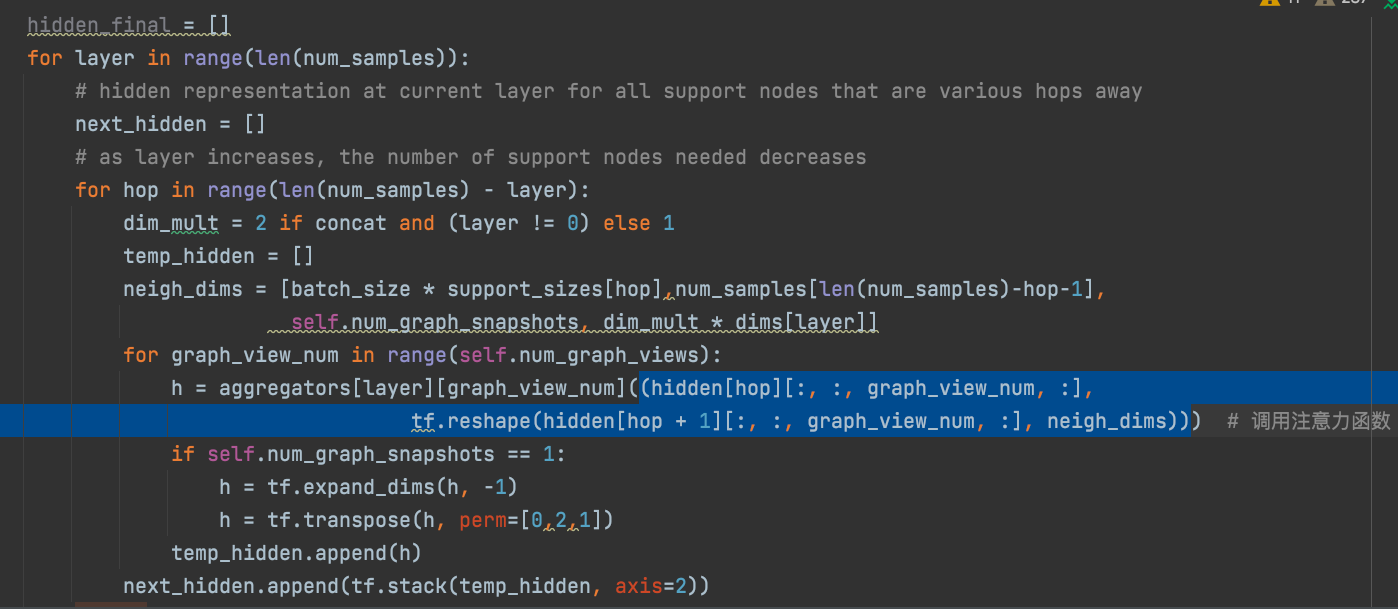 hidden_final = []
for layer in range(len(num_samples)):
    # hidden representation at current layer for all support nodes that are various hops away
    next_hidden = []
    # as layer increases, the number of support nodes needed decreases
    for hop in range(len(num_samples) - layer):
        dim_mult = 2 if concat and (layer != 0) else 1
        temp_hidden = []
        neigh_dims = [batch_size * support_sizes[hop],num_samples[len(num_samples)-hop-1],
                      self.num_graph_snapshots, dim_mult * dims[layer]]
        for graph_view_num in range(self.num_graph_views):
            h = aggregators[layer][graph_view_num]((hidden[hop][:, :, graph_view_num, :],
                                tf.reshape(hidden[hop + 1][:, :, graph_view_num, :], neigh_dims)))  # 调用注意力函数
            if self.num_graph_snapshots == 1:
                h = tf.expand_dims(h, -1)
                h = tf.transpose(h, perm=[0,2,1])
            temp_hidden.append(h)
        next_hidden.append(tf.stack(temp_hidden, axis=2))